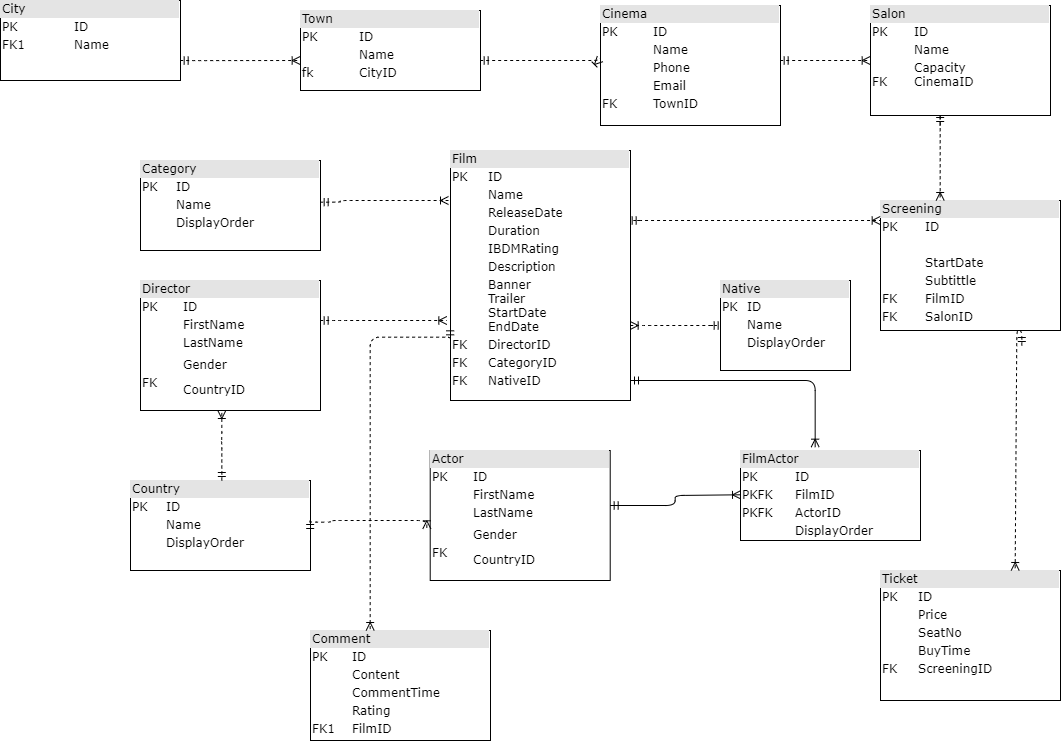 City
PK ID
FK1 Name
Town
PK ID
Name
fk CityID
Cinema
PK ID
Name
Phone
Email
FK TownID
Salon
PK ID
Name
Capacity
FK CinemaID
Category
PK ID
Name
DisplayOrder
Film
PK ID
Name
ReleaseDate
Duration
IBDMRating
Description
Banner
Trailer
StartDate
EndDate
FK DirectorID
FK CategoryID
FK NativeID
Screening
PK ID
StartDate
Subtittle
FK FilmID
FK SalonID
Director
PK ID
FirstName
LastName
Gender
FK
CountryID
Native
PK ID
Name
DisplayOrder
Country
PK ID
Name
DisplayOrder
Actor
PK ID
FirstName
LastName
Gender
FK
CountryID
FilmActor
PK ID
PKFK FilmID
PKFK ActorID
DisplayOrder
Ticket
PK ID
Price
SeatNo
BuyTime
FK ScreeningID
Comment
PK ID
Content
CommentTime
Rating
FK1 FilmID